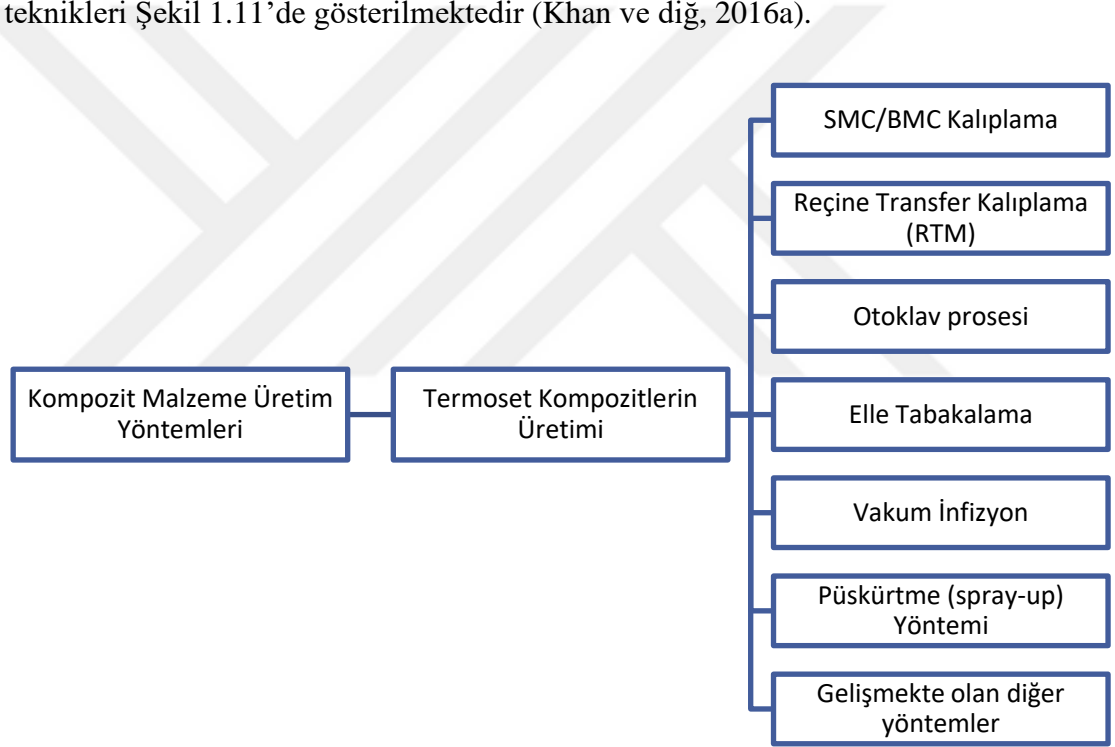 teknikleri Şekil 1.11’de gösterilmektedir (Khan ve diğ, 2016a).
Kompozit Malzeme Üretim
Yöntemleri
Termoset Kompozitlerin
Üretimi
SMC/BMC Kalıplama
Reçine Transfer Kalıplama
(RTM)
Otoklav prosesi
Elle Tabakalama
Vakum İnfizyon
Püskürtme (spray-up)
Yöntemi
Gelişmekte olan diğer
yöntemler